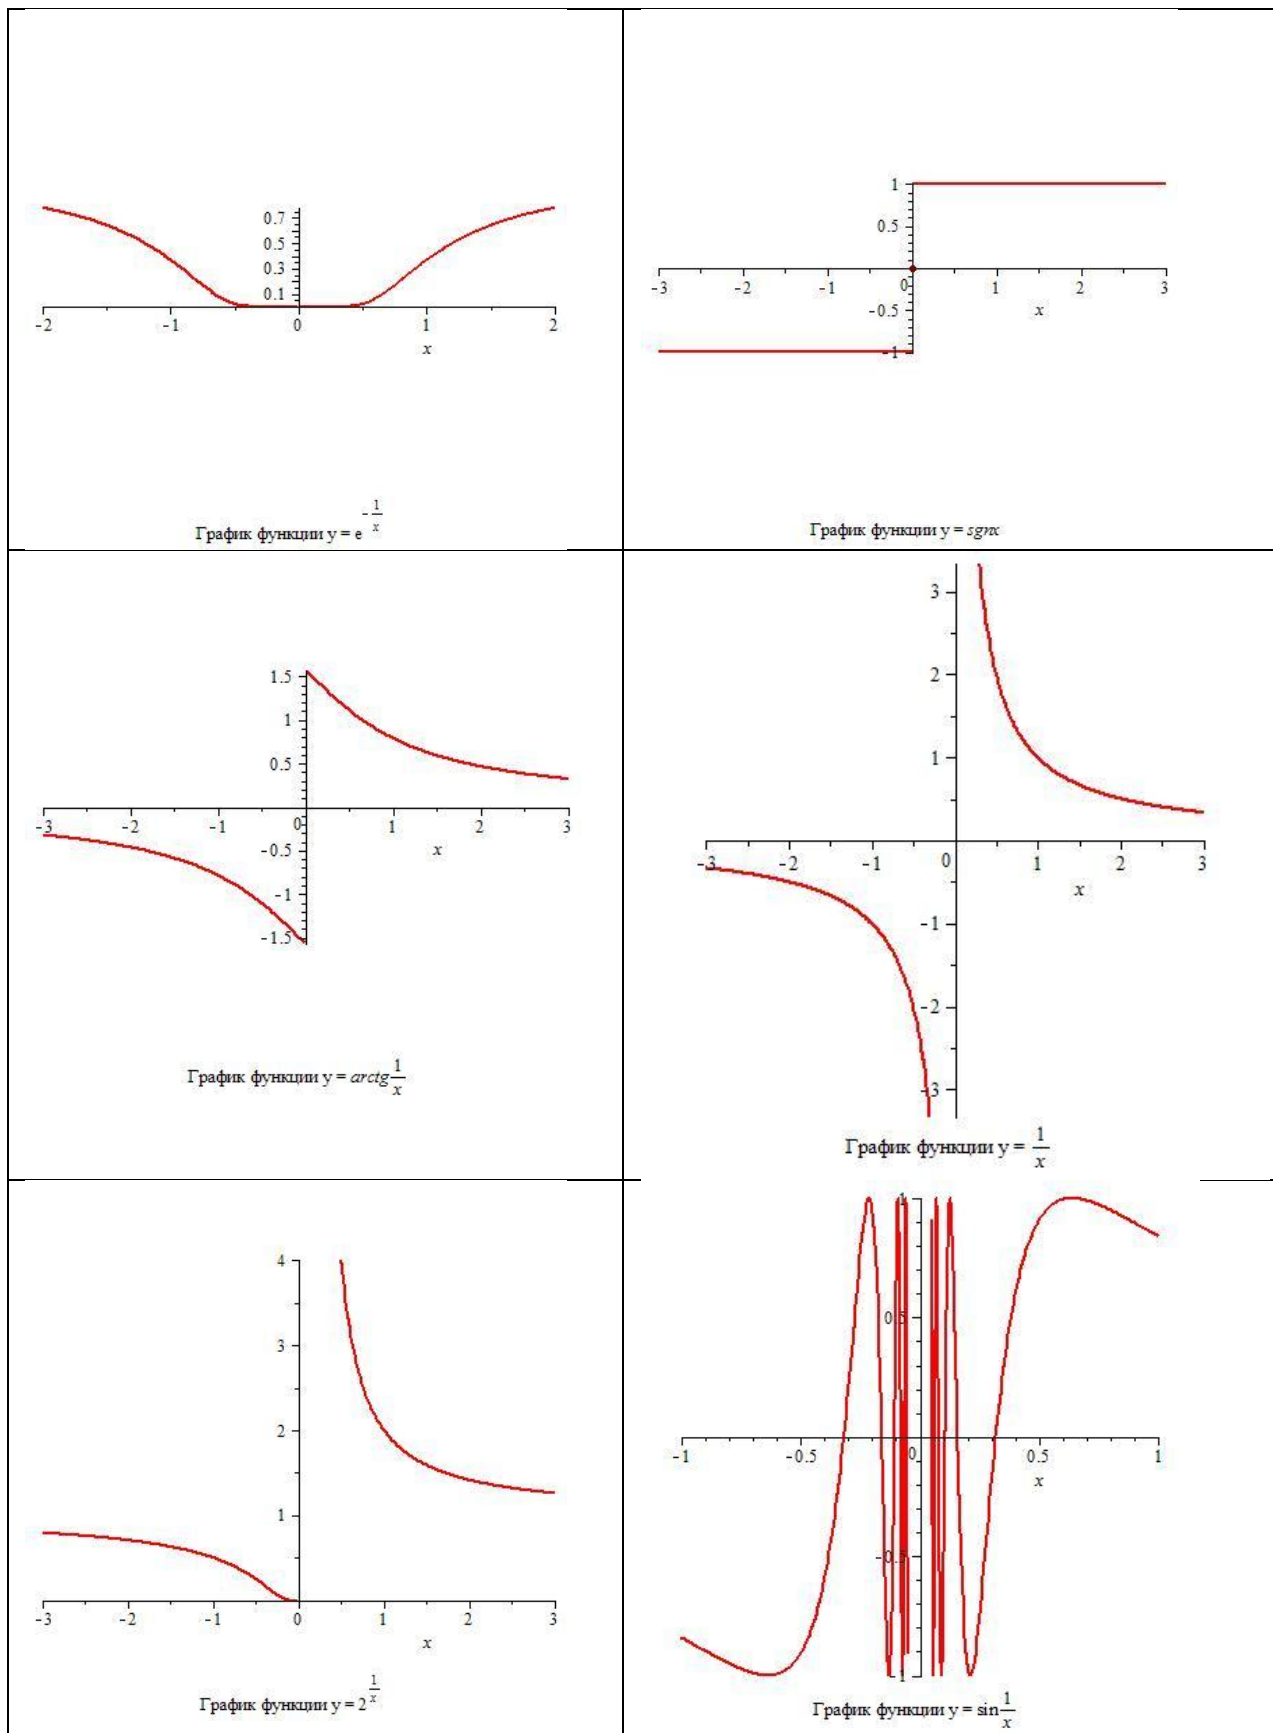 0.7
0.5
0.3
0.1
-2 -1 0 1 2
x
График функции y = e^{-\frac{1}{x}}
1
0.5
-3 -2 -1 0 1 2 3
-0.5 x
-1
График функции y = sgnx
1.5
1
0.5
-3 -2 -1 0 1 2 3
-0.5 x
-1
-1.5
График функции y = arctg\frac{1}{x}
3
2
1
-3 -2 -1 0 1 2 3
x
-1
-2
-3
График функции y = \frac{1}{x}
4
3
2
1
-3 -2 -1 0 1 2 3
x
График функции y = 2^{\frac{1}{x}}
1
0.5
-1 -0.5 0 0.5 1
x
-0.5
-1
График функции y = sin\frac{1}{x}